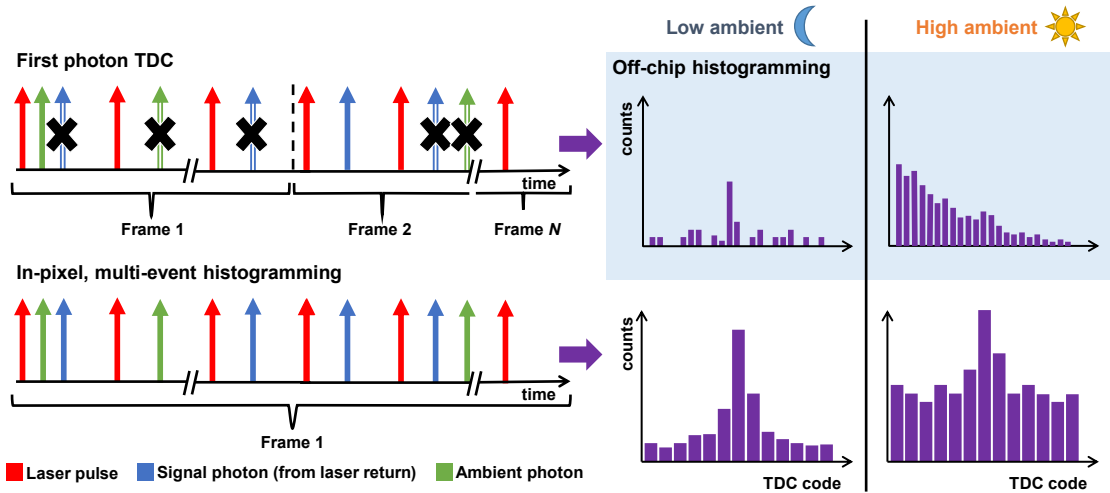 Low ambient
High ambient
First photon TDC
Off-chip histogramming
counts
time
Frame 1
Frame 2
Frame N
In-pixel, multi-event histogramming
counts
time
Frame 1
Laser pulse
Signal photon (from laser return)
Ambient photon
TDC code
TDC code